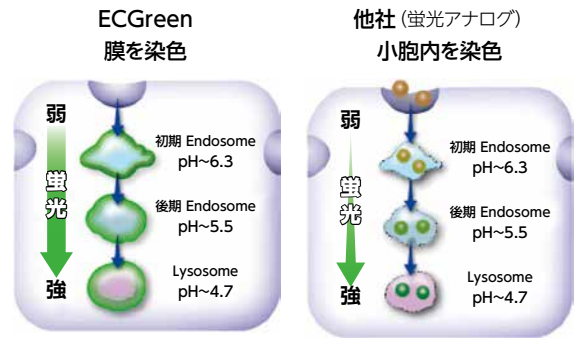 ECGreen
膜を染色
弱
蛍光
強
初期 Endosome
pH~6.3
後期 Endosome
pH~5.5
Lysosome
pH~4.7
他社 (蛍光アナログ)
小胞内を染色
弱
蛍光
強
初期 Endosome
pH~6.3
後期 Endosome
pH~5.5
Lysosome
pH~4.7